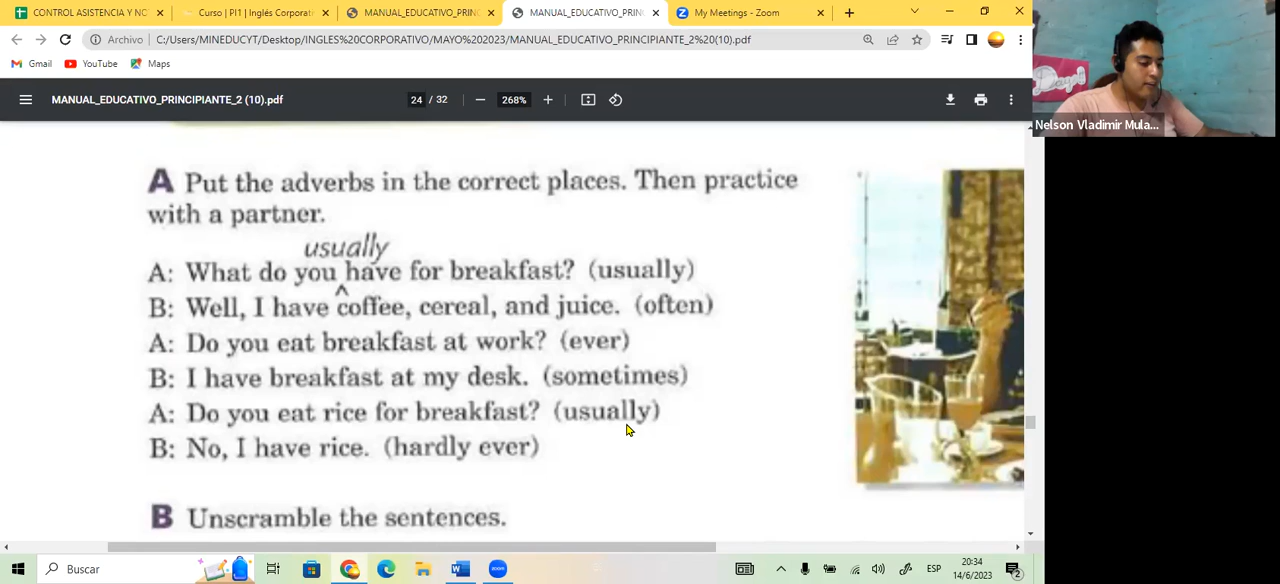 CONTROL ASISTENCIA Y NO
Curso | PI1 | Inglés Corporati
MANUAL_EDUCATIVO_PRINC
MANUAL_EDUCATIVO_PRINC
My Meetings - Zoom
Archivo
C:/Users/MINEDUCYT/Desktop/INGLES%20CORPORATIVO/MAYO%202023/MANUAL_EDUCATIVO_PRINCIPIANTE_2%20(10).pdf
Gmail YouTube Maps
MANUAL_EDUCATIVO_PRINCIPIANTE_2 (10).pdf
24 / 32
268%
Nelson Vladimir Mula...
A Put the adverbs in the correct places. Then practice
with a partner.
usually
A: What do you have for breakfast? (usually)
B: Well, I have coffee, cereal, and juice. (often)
A: Do you eat breakfast at work? (ever)
B: I have breakfast at my desk. (sometimes)
A: Do you eat rice for breakfast? (usually)
B: No, I have rice. (hardly ever)
B Unscramble the sentences.
Buscar
ESP
20:34
14/6/2023
2